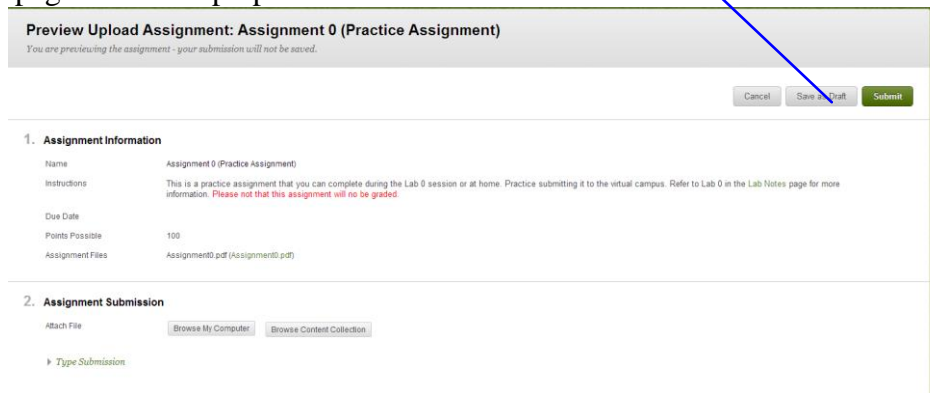 Preview Upload Assignment: Assignment 0 (Practice Assignment)
You are previewing the assignment - your submission will not be saved.
Cancel Save as Draft Submit
1. Assignment Information
Name Assignment 0 (Practice Assignment)
Instructions This is a practice assignment that you can complete during the Lab 0 session or at home. Practice submitting it to the virtual campus. Refer to Lab 0 in the Lab Notes page for more
information. Please not that this assignment will no be graded.
Due Date
Points Possible 100
Assignment Files Assignment0.pdf (Assignment0.pdf)
2. Assignment Submission
Attach File Browse My Computer Browse Content Collection
Type Submission